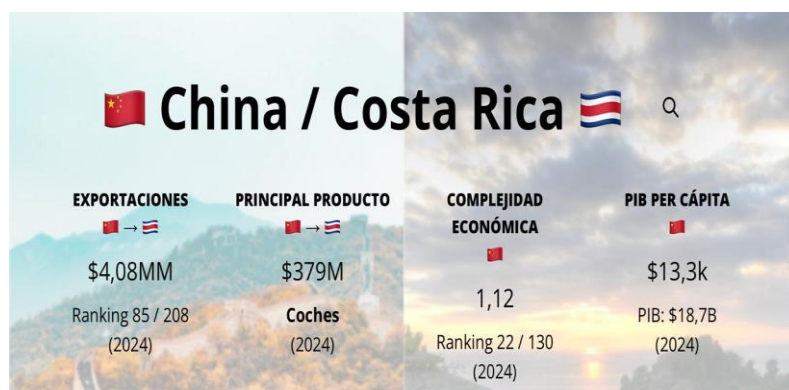 China / Costa Rica
EXPORTACIONES
→
$4,08MM
Ranking 85 / 208
(2024)
PRINCIPAL PRODUCTO
→
$379M
Coches
(2024)
COMPLEJIDAD
ECONÓMICA
1,12
Ranking 22 / 130
(2024)
PIB PER CÁPITA
$13,3k
PIB: $18,7B
(2024)